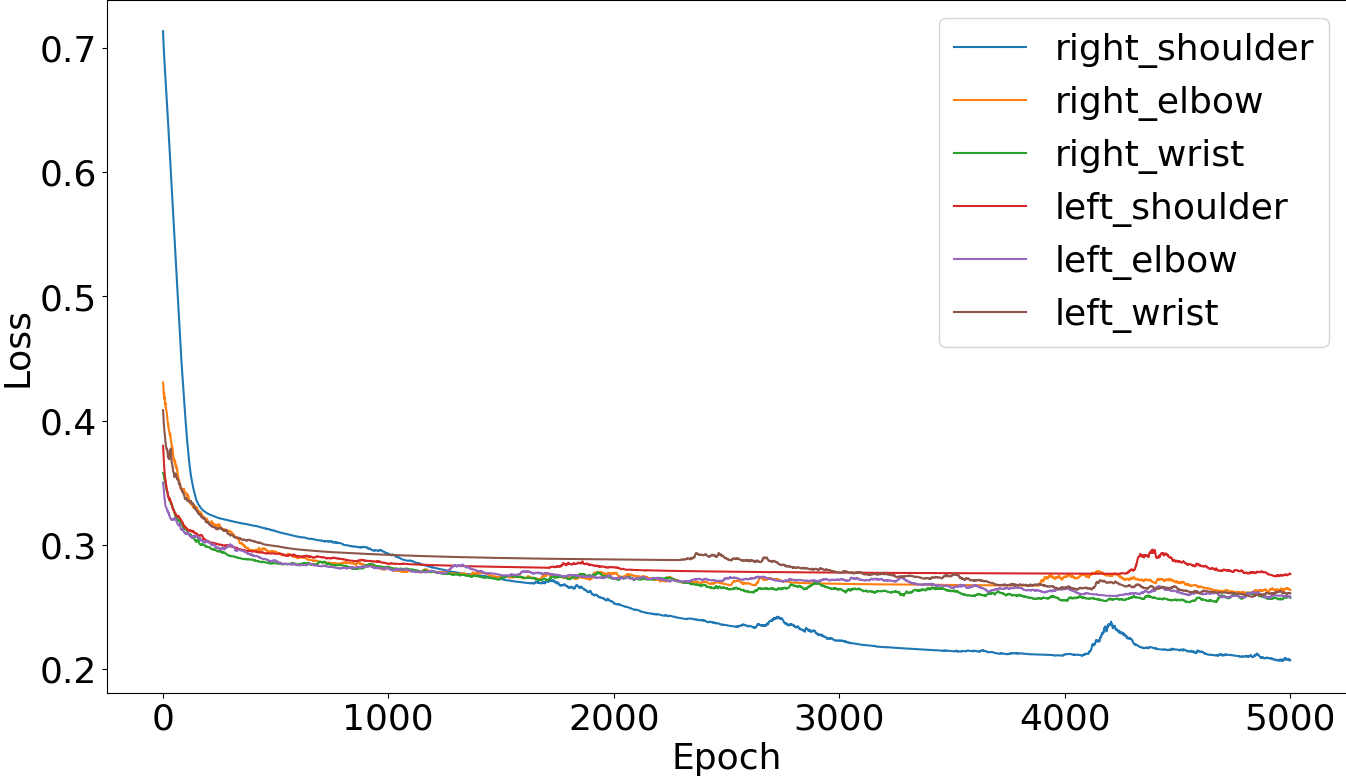 0.7
0.6
0.5
0.4
0.3
0.2
Loss
0 1000 2000 3000 4000 5000
Epoch
right_shoulder
right_elbow
right_wrist
left_shoulder
left_elbow
left_wrist